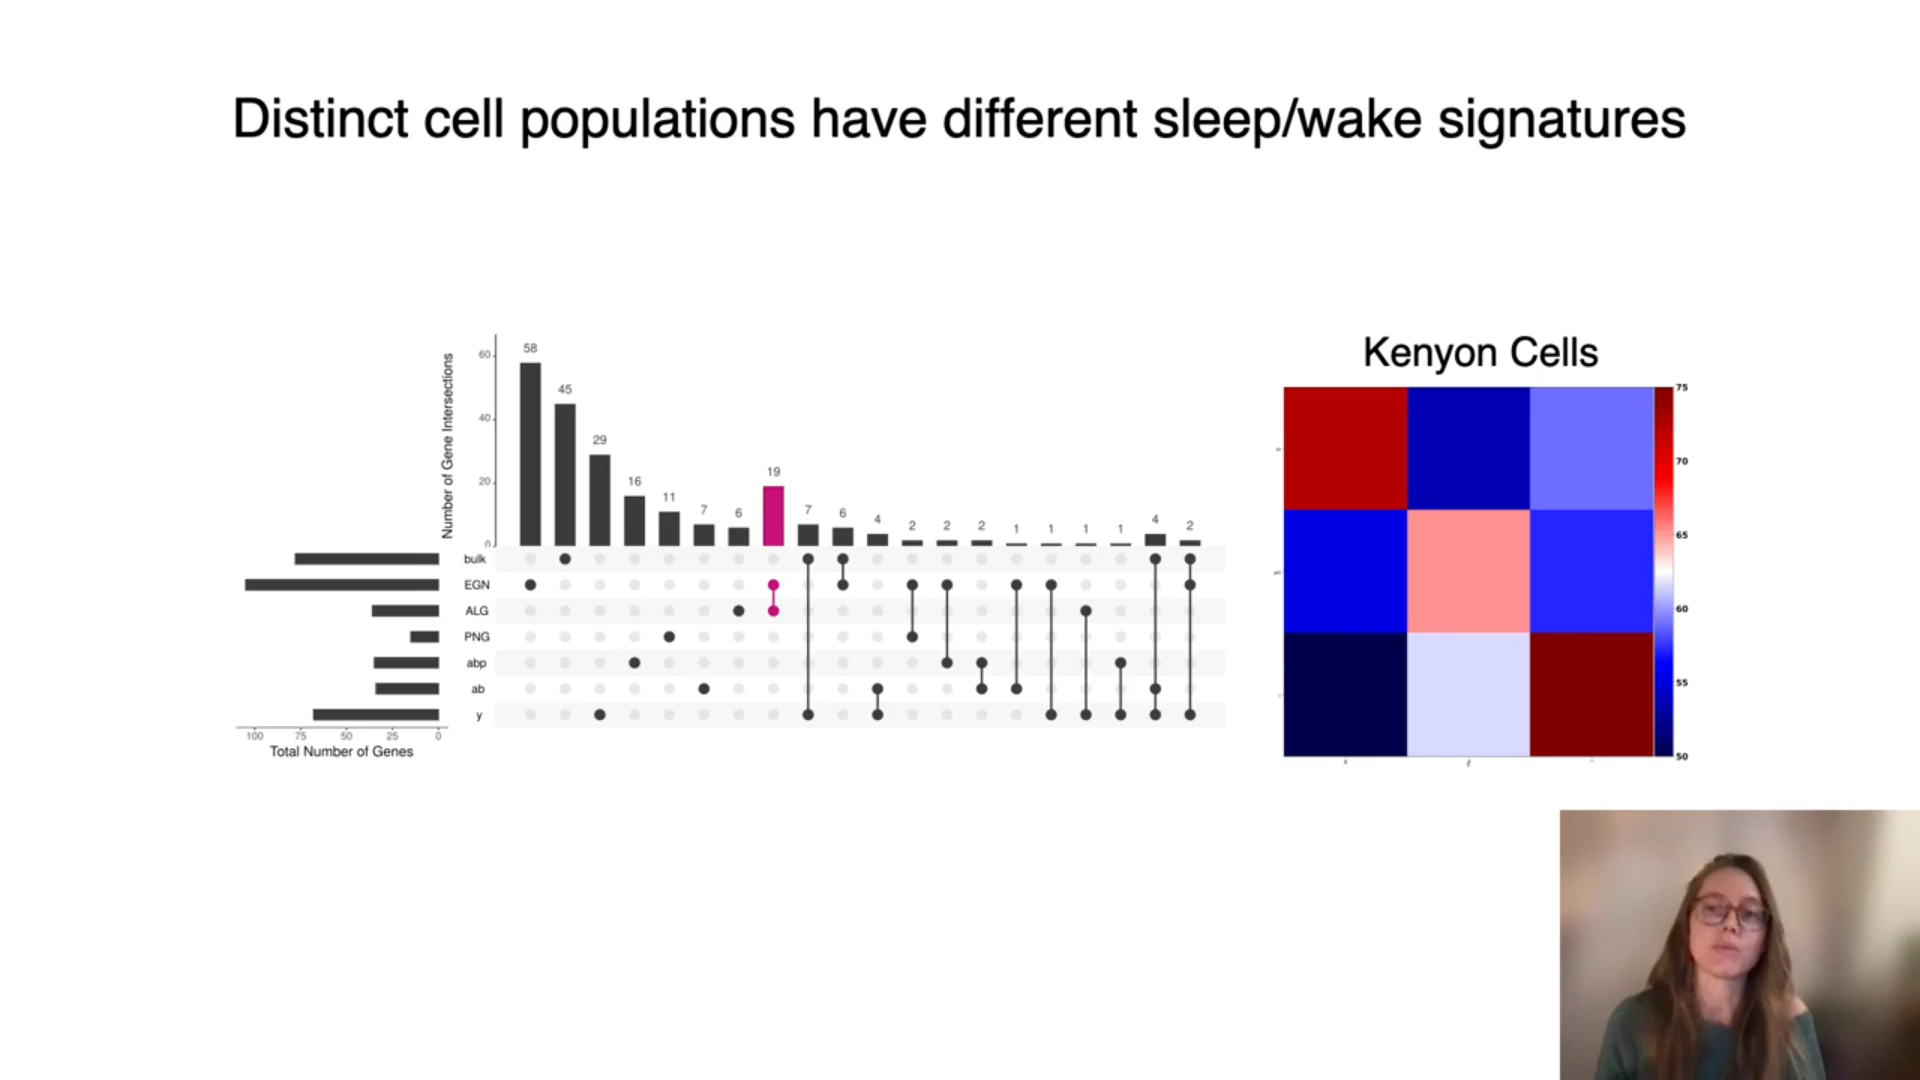 Distinct cell populations have different sleep/wake signatures
Number of Gene Intersections
60
40
20
0
58
45
29
16
11
7
6
19
7
6
4
2
2
2
1
1
1
1
4
2
bulk
EGN
ALG
PNG
abp
ab
y
100 75 50 25 0
Total Number of Genes
Kenyon Cells
75
70
65
60
55
50